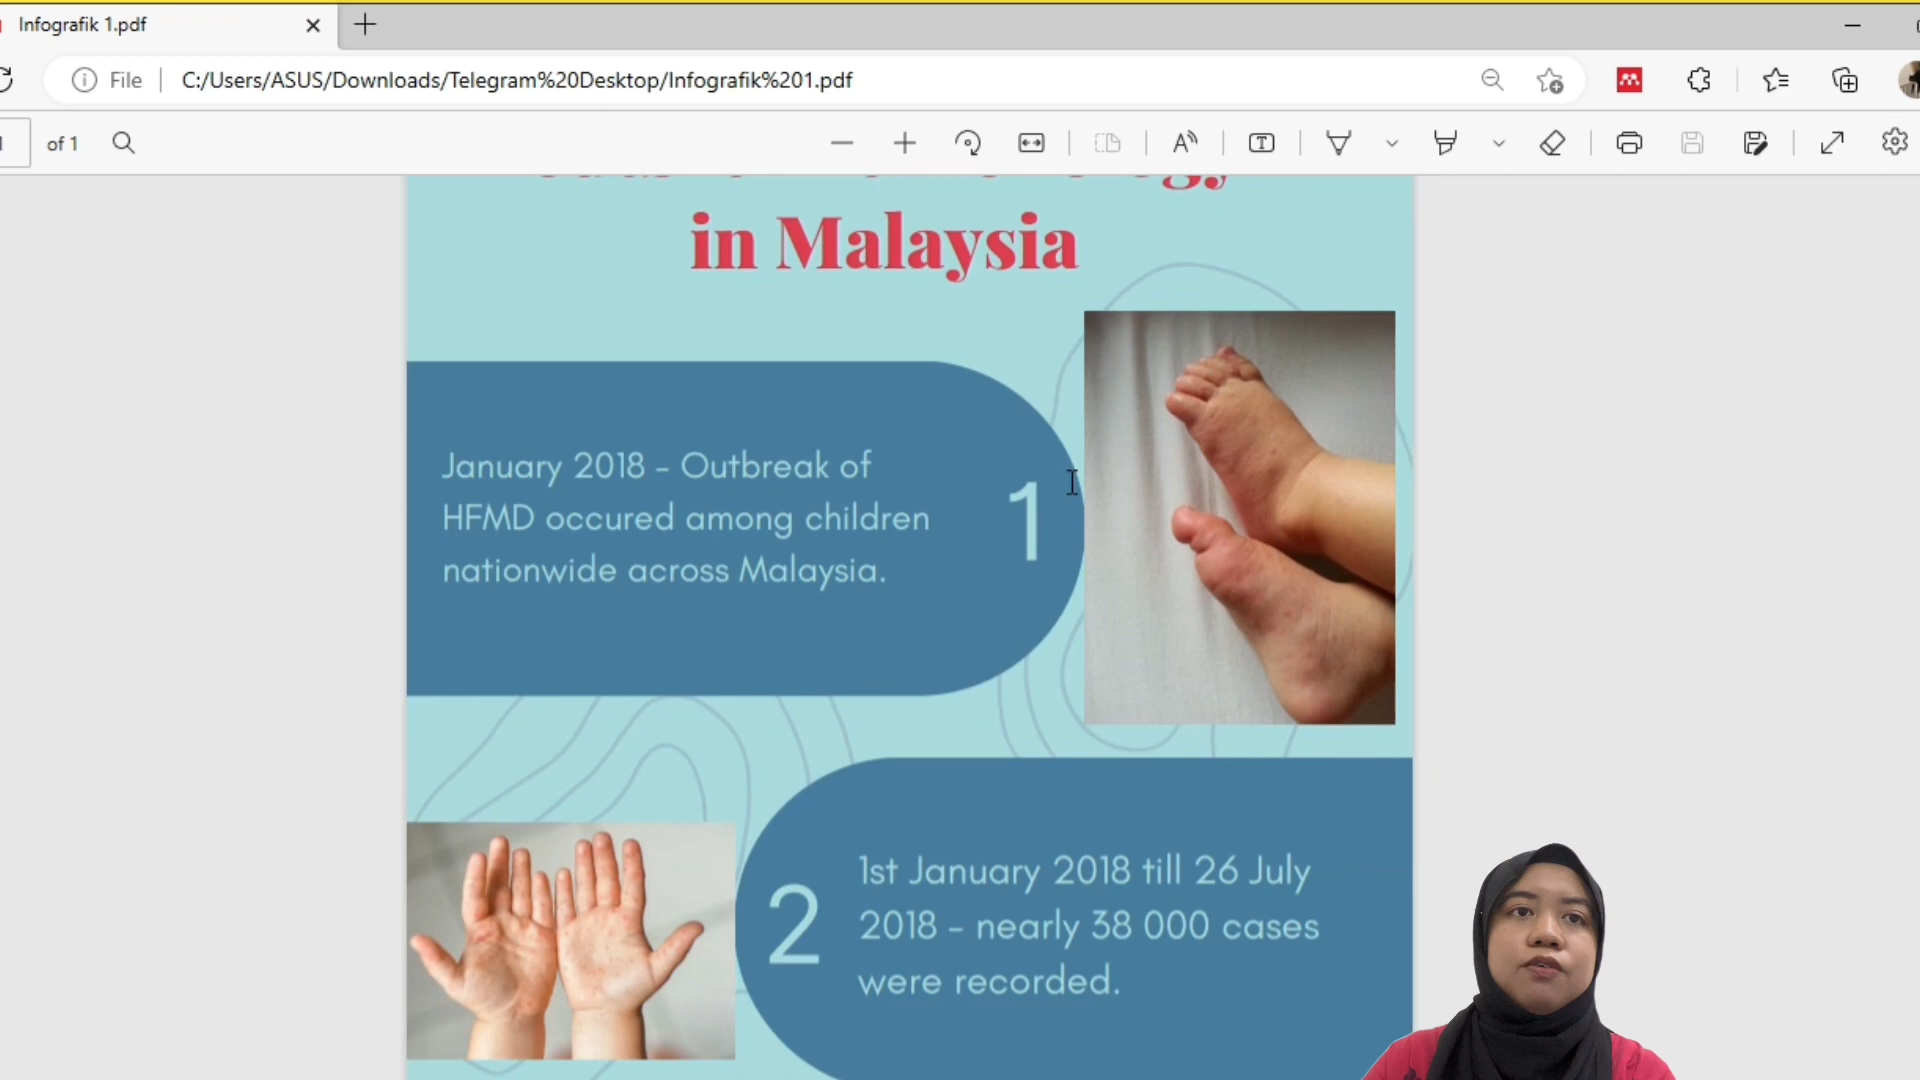 Infografik 1.pdf
File C:/Users/ASUS/Downloads/Telegram%20Desktop/Infografik%201.pdf
of 1
in Malaysia
January 2018 - Outbreak of
HFMD occured among children
nationwide across Malaysia.
1
2
1st January 2018 till 26 July
2018 - nearly 38 000 cases
were recorded.